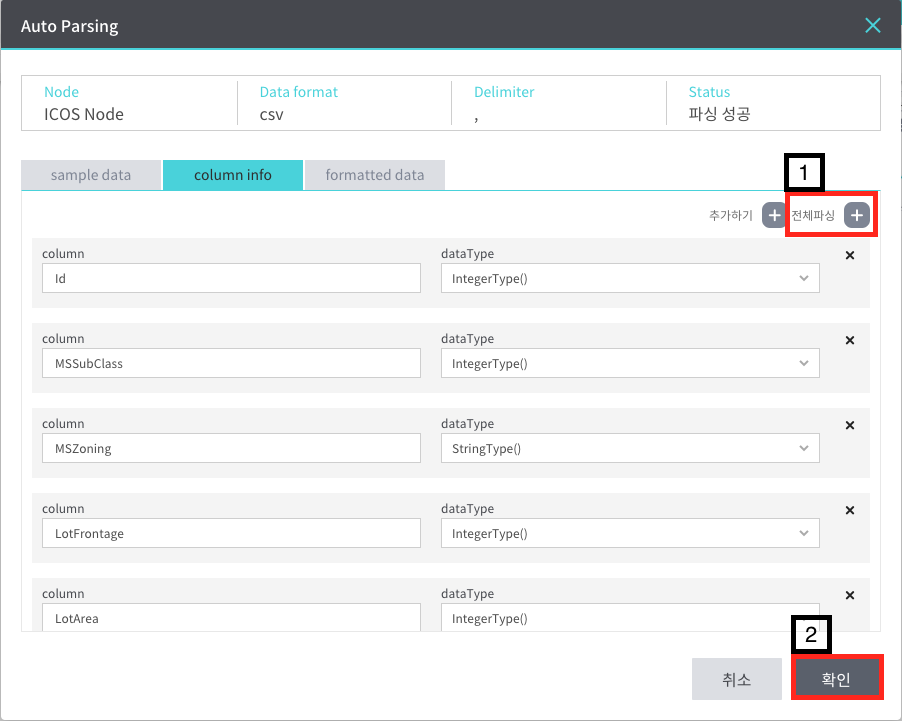 Auto Parsing
Node
ICOS Node
Data format
csv
Delimiter
,
Status
파싱 성공
sample data
column info
formatted data
1
추가하기 +
전체파싱 +
column
Id
dataType
IntegerType()
column
MSSubClass
dataType
IntegerType()
column
MSZoning
dataType
StringType()
column
LotFrontage
dataType
IntegerType()
column
LotArea
dataType
IntegerType()
2
취소
확인